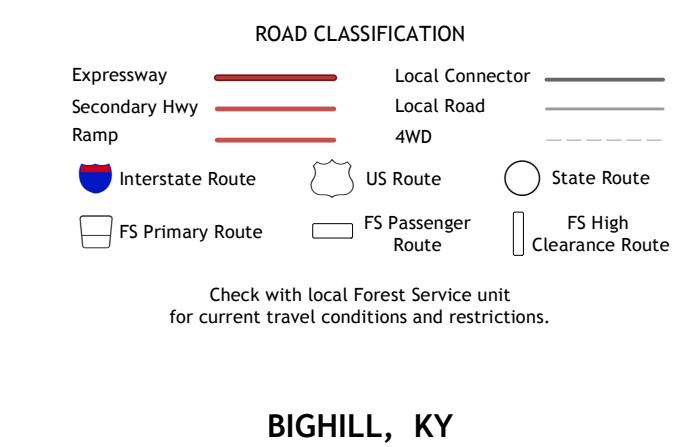 ROAD CLASSIFICATION
Expressway
Local Connector
Secondary Hwy
Local Road
Ramp
4WD
Interstate Route
US Route
State Route
FS Primary Route
FS Passenger
Route
FS High
Clearance Route
Check with local Forest Service unit
for current travel conditions and restrictions.
BIGHILL, KY